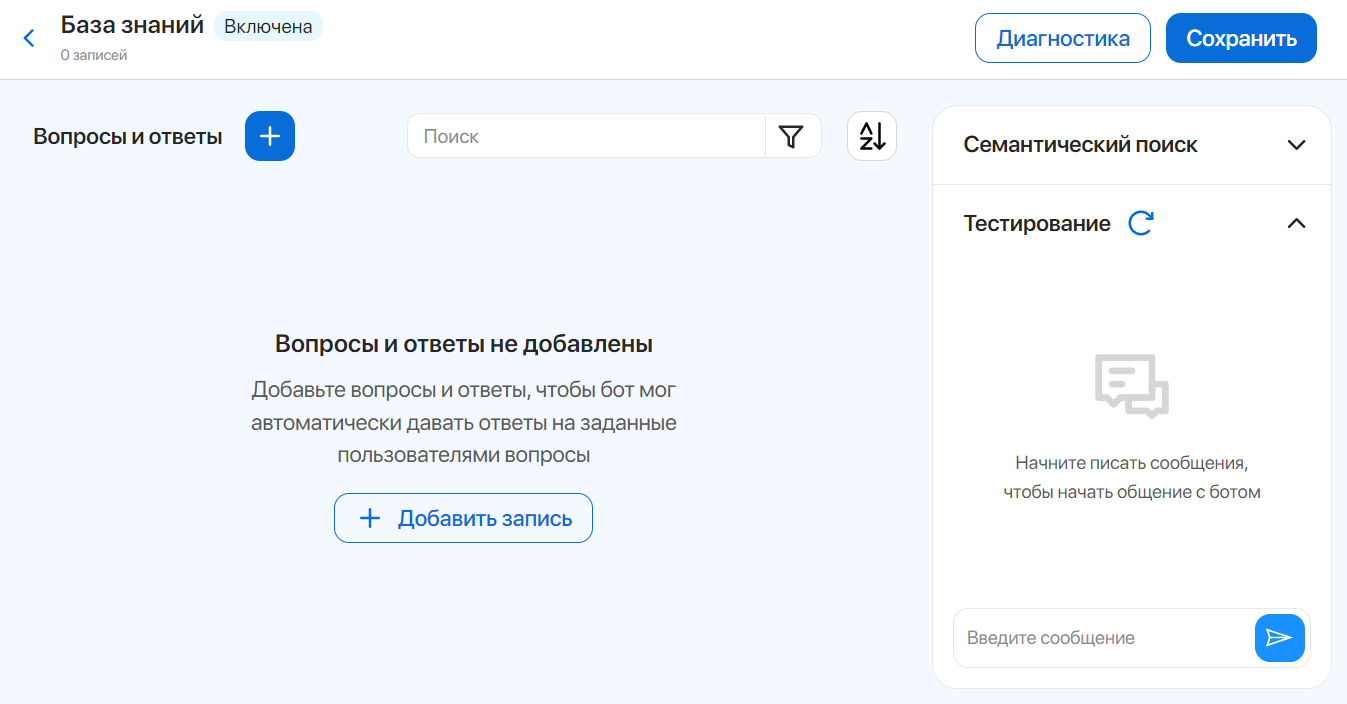 База знаний
Включена
0 записей
Диагностика
Сохранить
Вопросы и ответы
Поиск
Семантический поиск
Тестирование
Вопросы и ответы не добавлены
Добавьте вопросы и ответы, чтобы бот мог
автоматически давать ответы на заданные
пользователями вопросы
Добавить запись
Начните писать сообщения,
чтобы начать общение с ботом
Введите сообщение